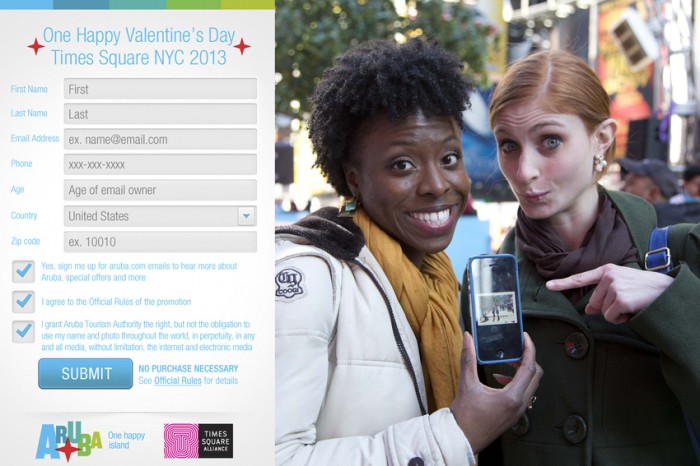 One Happy Valentine's Day
Times Square NYC 2013
First Name First
Last Name Last
Email Address ex. name@email.com
Phone xxx-xxx-xxxx
Age Age of email owner
Country United States
Zip code ex. 10010
Yes, sign me up for aruba.com emails to hear more about
Aruba, special offers and more
I agree to the Official Rules of the promotion
I grant Aruba Tourism Authority the right, but not the obligation to
use my name and photo throughout the world, in perpetuity, in any
and all media, without limitation, the internet and electronic media
SUBMIT
NO PURCHASE NECESSARY
See Official Rules for details
ARUBA
One happy
island
TIMES
SQUARE
ALLIANCE
COOGI